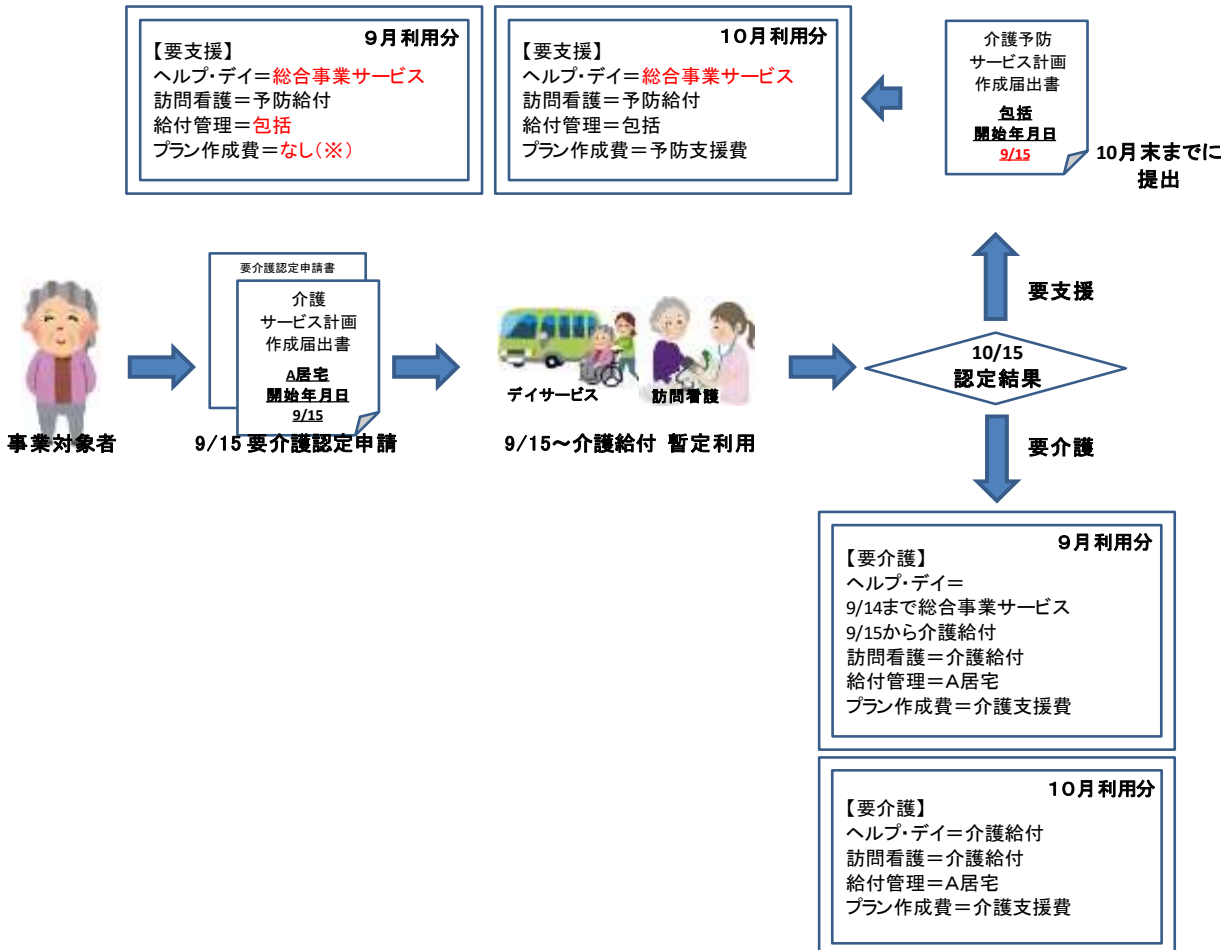 9月利用分
【要支援】
ヘルプ・デイ=総合事業サービス
訪問看護=予防給付
給付管理=包括
プラン作成費=なし(※)
10月利用分
【要支援】
ヘルプ・デイ=総合事業サービス
訪問看護=予防給付
給付管理=包括
プラン作成費=予防支援費
介護予防
サービス計画
作成届出書
包括
開始年月日
9/15
10月末までに
提出
要介護認定申請書
介護
サービス計画
作成届出書
A居宅
開始年月日
9/15
デイサービス
訪問看護
事業対象者
9/15 要介護認定申請
9/15～介護給付 暫定利用
要支援
10/15
認定結果
要介護
9月利用分
【要介護】
ヘルプ・デイ=
9/14まで総合事業サービス
9/15から介護給付
訪問看護=介護給付
給付管理=A居宅
プラン作成費=介護支援費
10月利用分
【要介護】
ヘルプ・デイ=介護給付
訪問看護=介護給付
給付管理=A居宅
プラン作成費=介護支援費